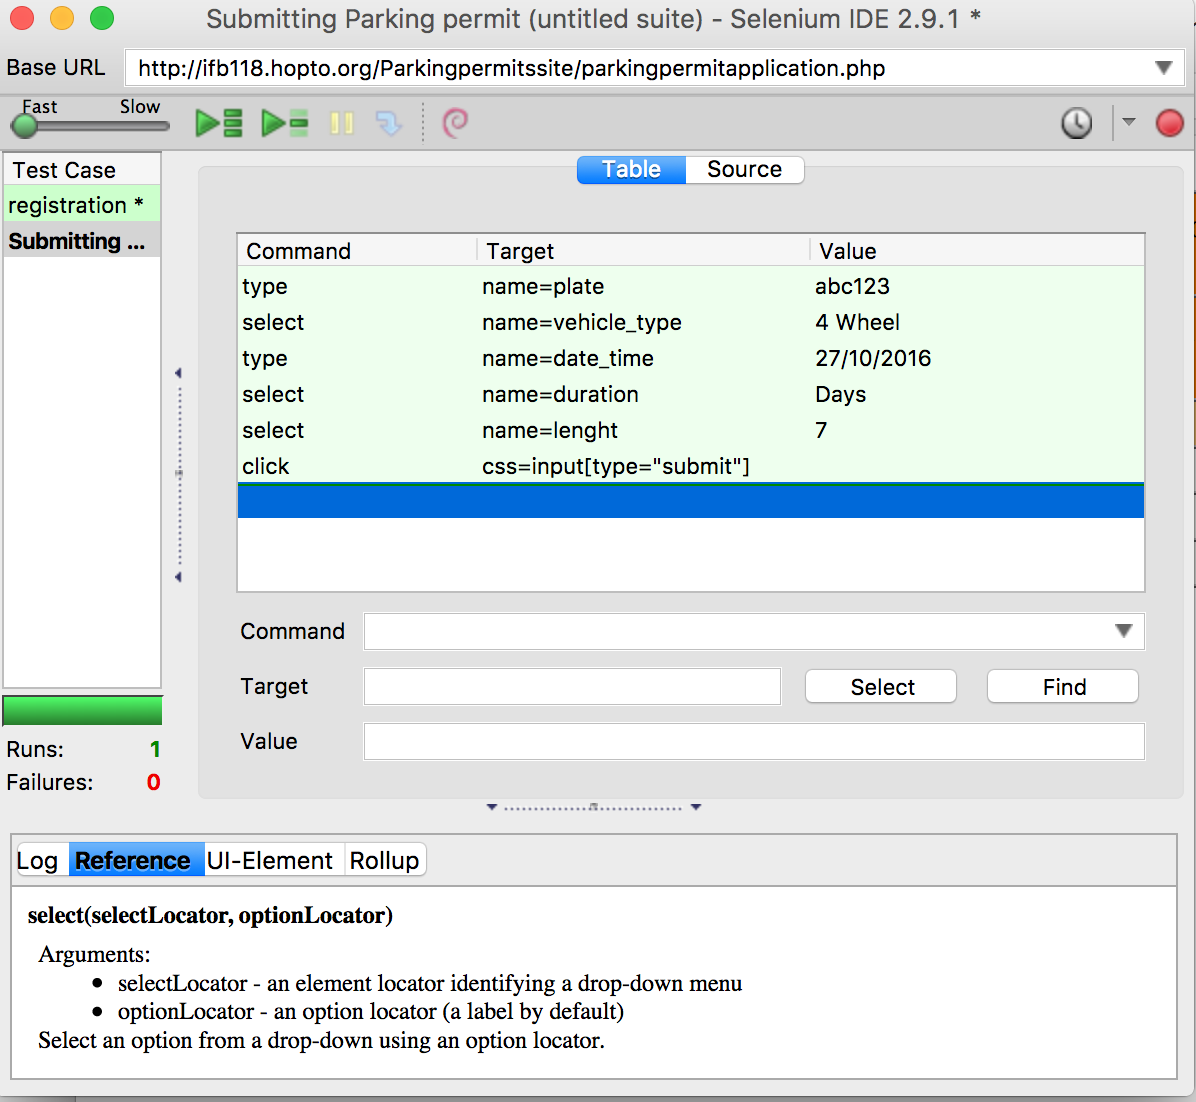 Submitting Parking permit (untitled suite) - Selenium IDE 2.9.1 *
Base URL http://ifb118.hopto.org/Parkingpermitssite/parkingpermitapplication.php
Fast Slow
Table Source
Test Case
registration *
Submitting ...
Command Target Value
type name=plate abc123
select name=vehicle_type 4 Wheel
type name=date_time 27/10/2016
select name=duration Days
select name=lenght 7
click css=input[type="submit"]
Command
Target Select Find
Value
Runs: 1
Failures: 0
Log Reference UI-Element Rollup
select(selectLocator, optionLocator)
Arguments:
• selectLocator - an element locator identifying a drop-down menu
• optionLocator - an option locator (a label by default)
Select an option from a drop-down using an option locator.